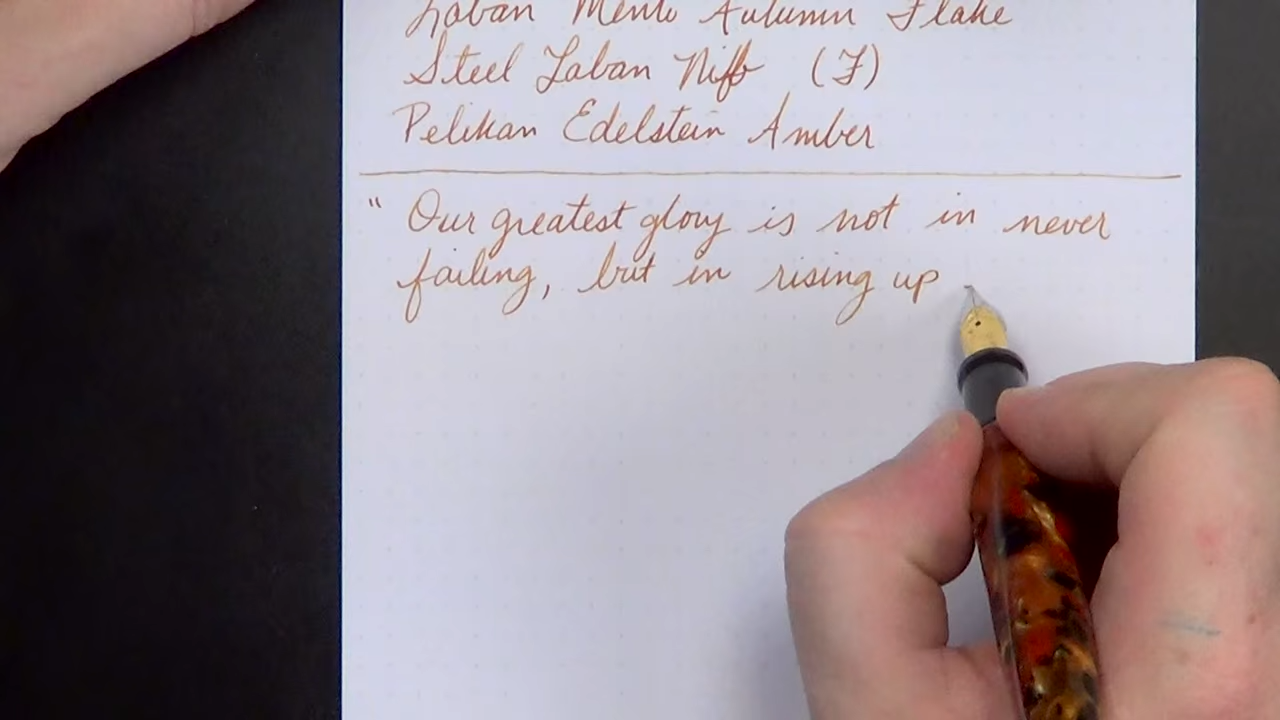 Laban Mento Autumn Flake
Steel Laban Nib (F)
Pelikan Edelstein Amber
" Our greatest glory is not in never
failing, but in rising up